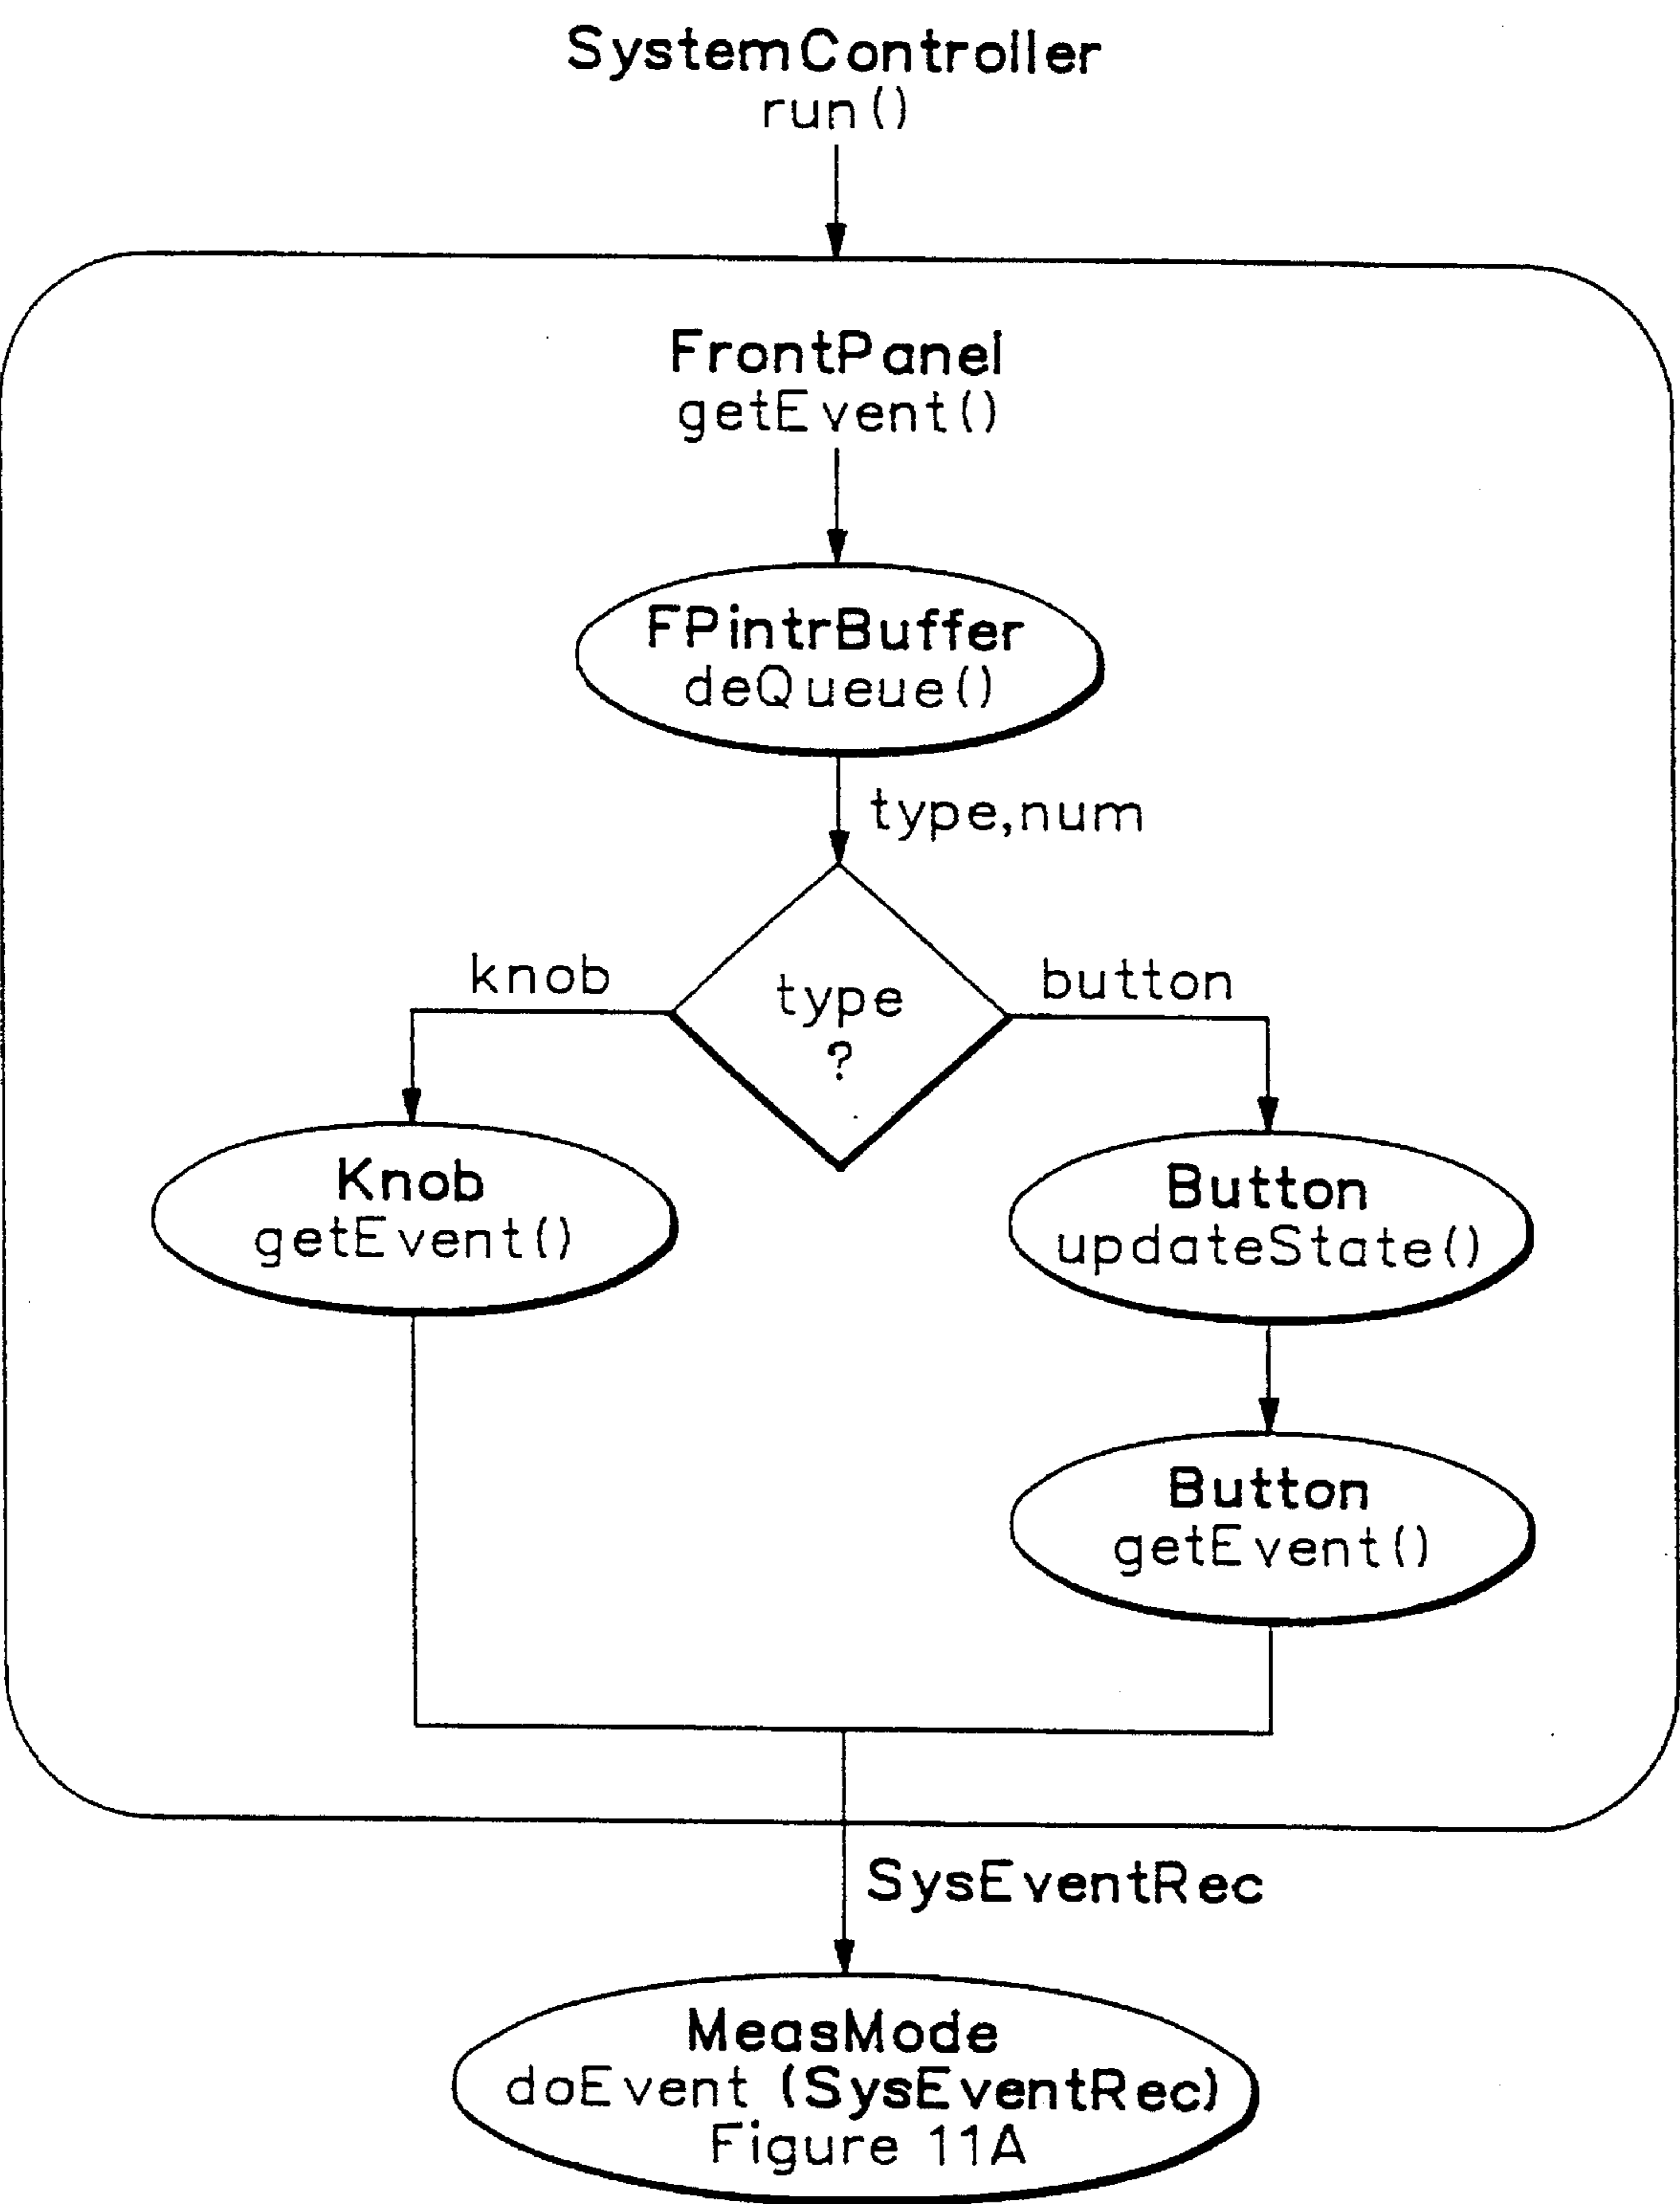 SystemController
run()
FrontPanel
getEvent()
FPintrBuffer
deQueue()
type,num
knob
type
?
button
Knob
getEvent()
Button
updateState()
Button
getEvent()
SysEventRec
MeasMode
doEvent (SysEventRec)
Figure 11A